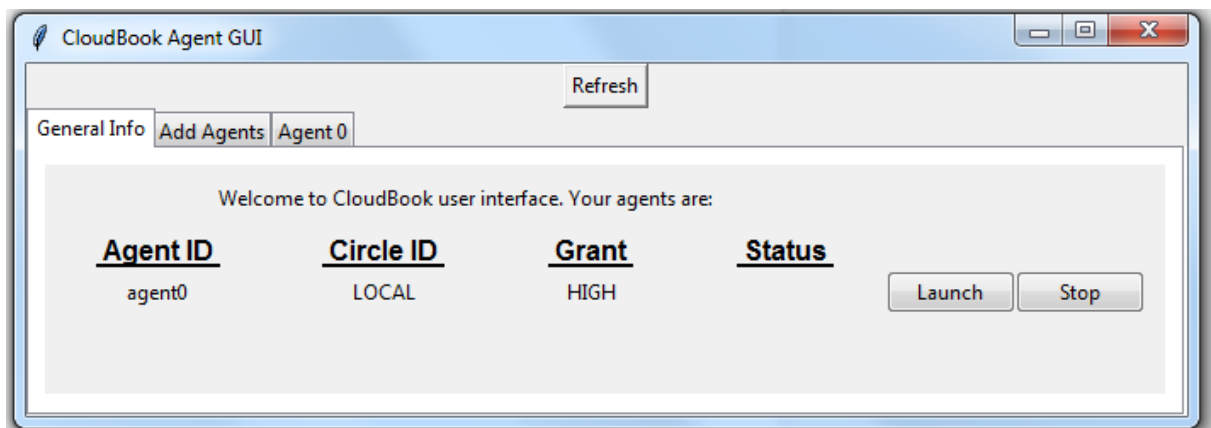 CloudBook Agent GUI
Refresh
General Info Add Agents Agent 0
Welcome to CloudBook user interface. Your agents are:
Agent ID Circle ID Grant Status
agent0 LOCAL HIGH Launch Stop